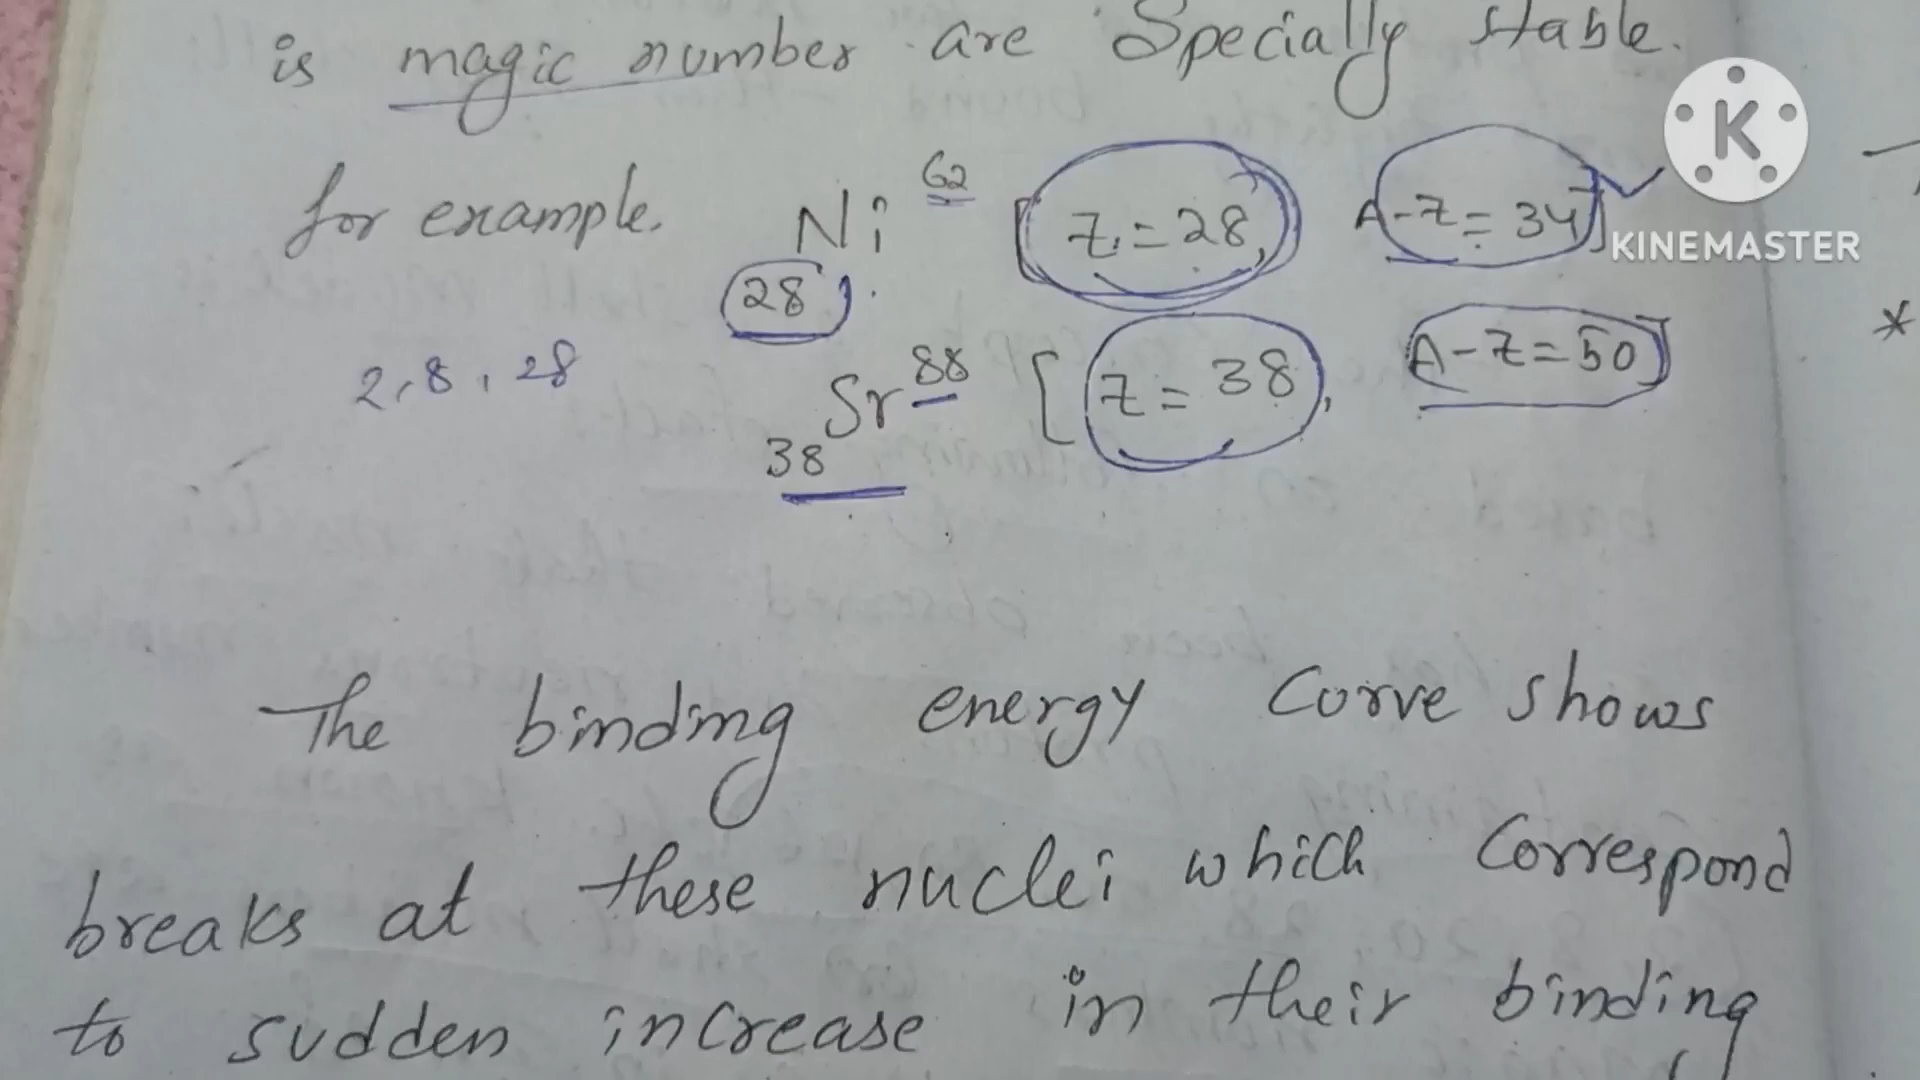 is magic number are Specially stable.
for example. Ni 62 [Z = 28, A-Z = 34]
28
2, 8, 28
Sr 88 [Z = 38, A-Z = 50]
38
The binding energy Curve shows
breaks at these nuclei which Correspond
to sudden increase in their binding
K
KINEMASTER
*